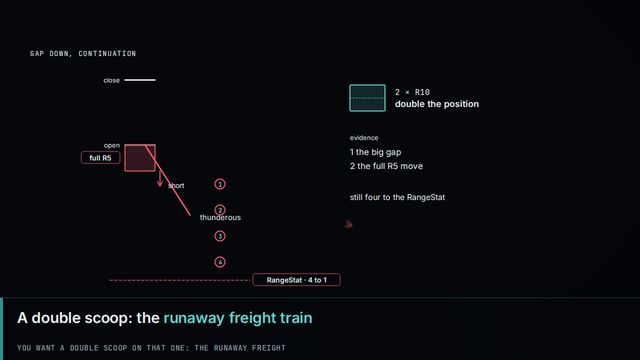 GAP DOWN, CONTINUATION
close
open
full R5
short
1
2
thunderous
3
4
RangeStat · 4 to 1
2 × R10
double the position
evidence
1 the big gap
2 the full R5 move
still four to the RangeStat
A double scoop: the runaway freight train
YOU WANT A DOUBLE SCOOP ON THAT ONE: THE RUNAWAY FREIGHT